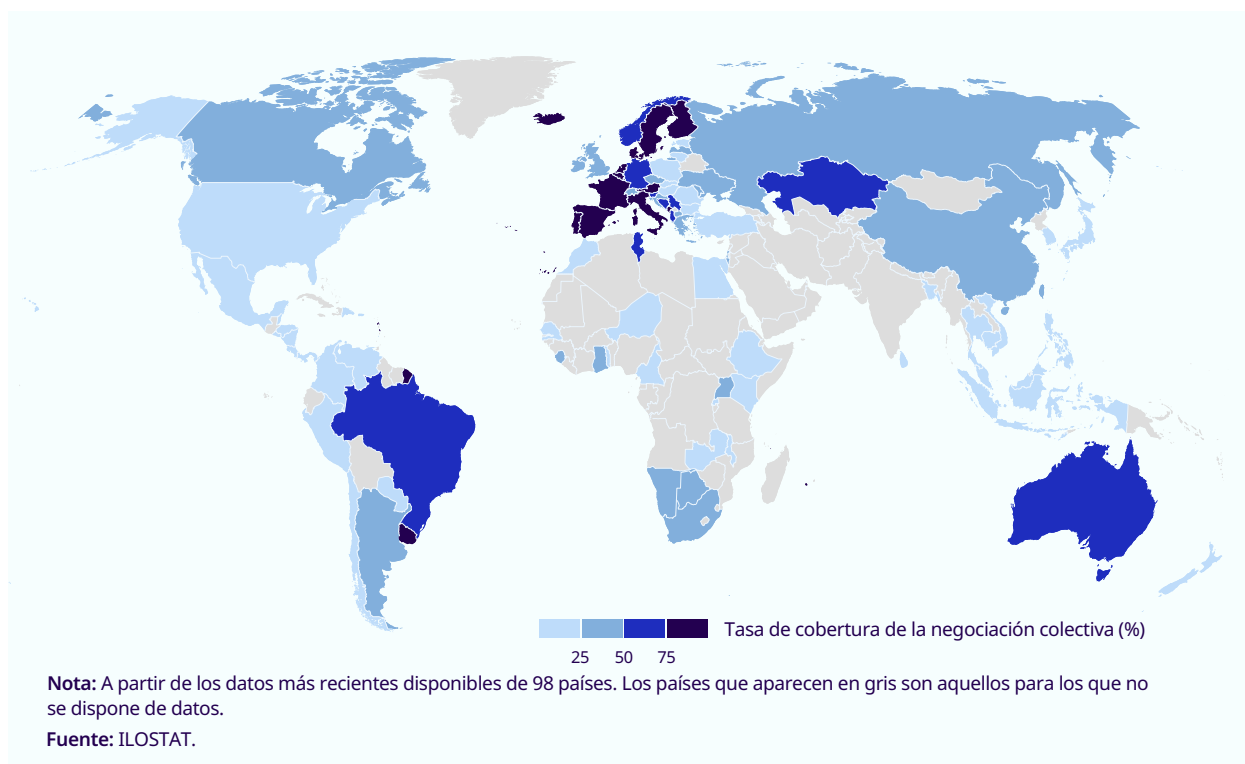 Tasa de cobertura de la negociación colectiva (%)
25 50 75
Nota: A partir de los datos más recientes disponibles de 98 países. Los países que aparecen en gris son aquellos para los que no
se dispone de datos.
Fuente: ILOSTAT.